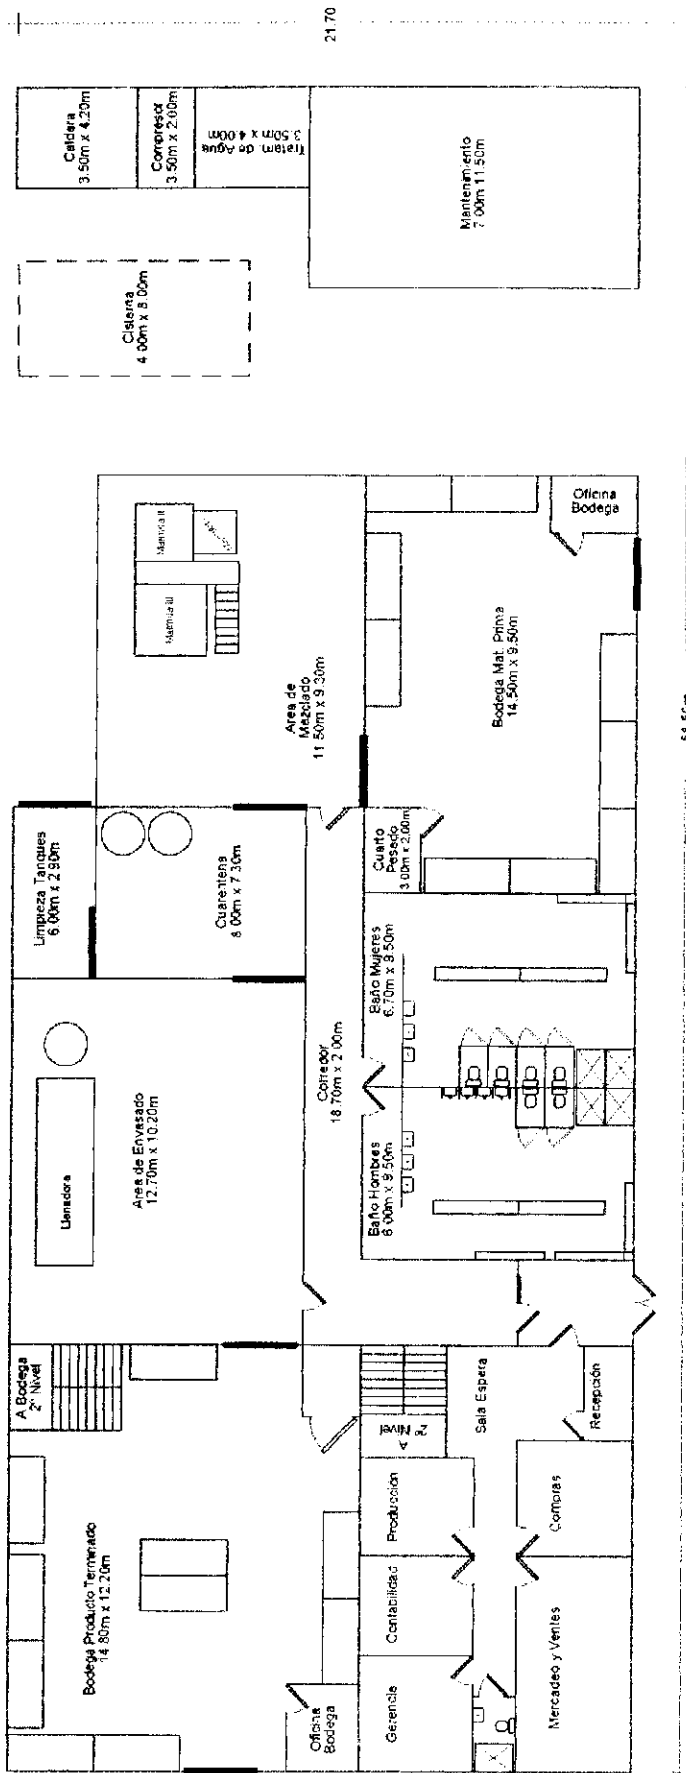 21.70
Caldera
3.50m x 4.20m
Compresor
3.50m x 2.00m
Tratam. de Agua
3.50m x 4.00m
Mantenimiento
7.00m 11.50m
Cisterna
4.00m x 8.00m
Oficina
Bodega
Area de
Mezclado
11.50m x 9.30m
Bodega Mat. Prima
14.50m x 9.50m
Limpieza Tanques
6.00m x 2.90m
Cuarentena
8.00m x 7.30m
Cuarto
Pesado
3.00m x 2.00m
Llenadora
Area de Envasado
12.70m x 10.20m
Corredor
18.70m x 2.00m
Baño Mujeres
6.70m x 9.50m
Baño Hombres
6.00m x 9.50m
A Bodega
2º Nivel
A
2º Nivel
Sala Espera
Recepción
Bodega Producto Terminado
14.80m x 12.20m
Producción
Contabilidad
Gerencia
Compras
Mercadeo y Ventes
Oficina
Bodega